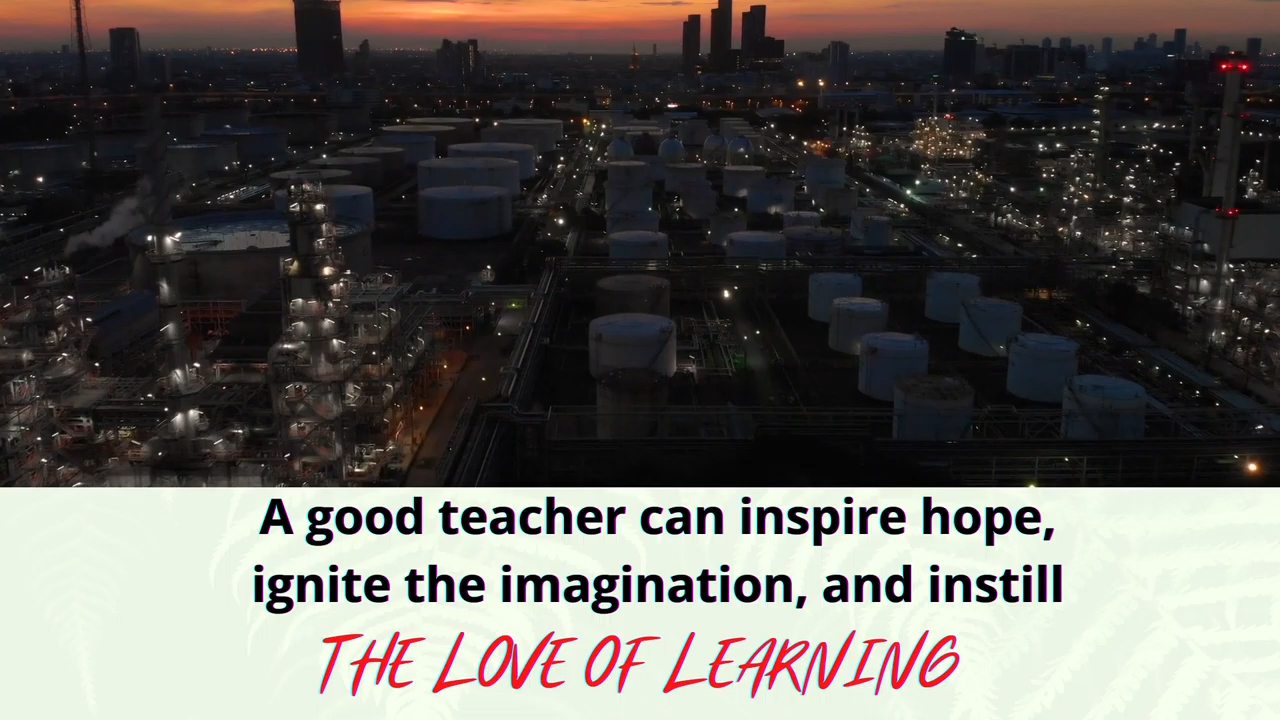 A good teacher can inspire hope,
ignite the imagination, and instill
THE LOVE OF LEARNING